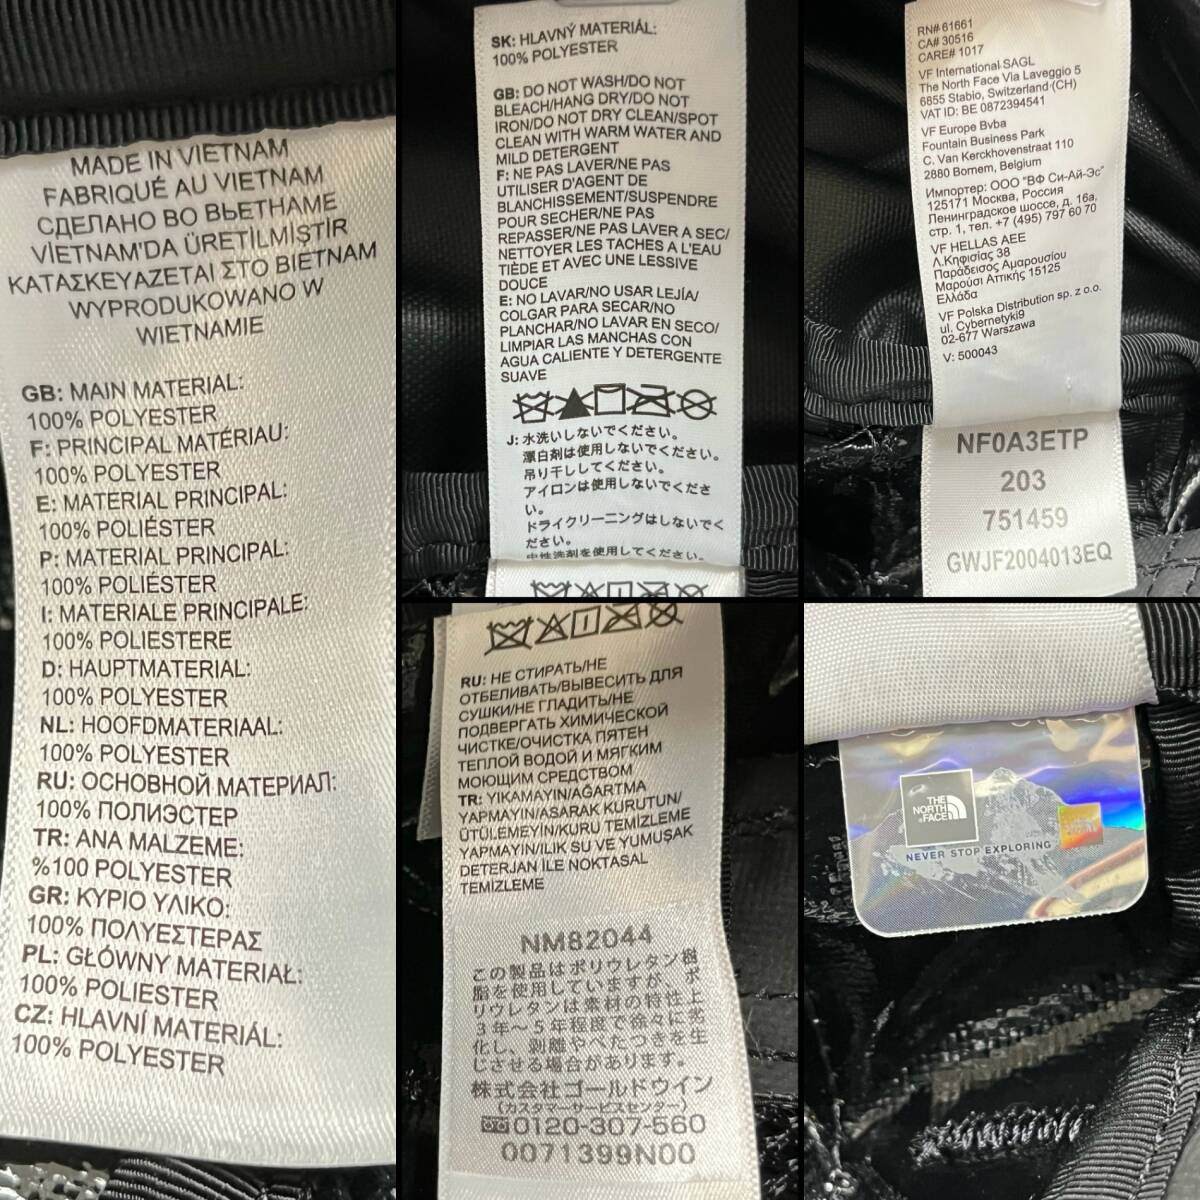 MADE IN VIETNAM
FABRIQUÉ AU VIETNAM
СДЕЛАНО ВО ВЬЕТНАМЕ
VİETNAM'DA ÜRETİLMİŞTİR
ΚΑΤΑΣΚΕΥΑΖΕΤΑΙ ΣΤΟ ΒΙΕΤΝΑΜ
WYPRODUKOWANO W
WIETNAMIE
GB: MAIN MATERIAL:
100% POLYESTER
F: PRINCIPAL MATÉRIAU:
100% POLYESTER
E: MATERIAL PRINCIPAL:
100% POLIÉSTER
P: MATERIAL PRINCIPAL:
100% POLIÉSTER
I: MATERIALE PRINCIPALE:
100% POLIESTERE
D: HAUPTMATERIAL:
100% POLYESTER
NL: HOOFDMATERIAAL:
100% POLYESTER
RU: ОСНОВНОЙ МАТЕРИАЛ:
100% ПОЛИЭСТЕР
TR: ANA MALZEME:
%100 POLYESTER
GR: ΚΥΡΙΟ ΥΛΙΚΟ:
100% ΠΟΛΥΕΣΤΕΡΑΣ
PL: GŁÓWNY MATERIAŁ:
100% POLIESTER
CZ: HLAVNÍ MATERIÁL:
100% POLYESTER
SK: HLAVNÝ MATERIÁL:
100% POLYESTER
GB: DO NOT WASH/DO NOT
BLEACH/HANG DRY/DO NOT
IRON/DO NOT DRY CLEAN/SPOT
CLEAN WITH WARM WATER AND
MILD DETERGENT
F: NE PAS LAVER/NE PAS
UTILISER D'AGENT DE
BLANCHISSEMENT/SUSPENDRE
POUR SECHER/NE PAS
REPASSER/NE PAS LAVER A SEC/
NETTOYER LES TACHES A L'EAU
TIÈDE ET AVEC UNE LESSIVE
DOUCE
E: NO LAVAR/NO USAR LEJÍA/
COLGAR PARA SECAR/NO
PLANCHAR/NO LAVAR EN SECO/
LIMPIAR LAS MANCHAS CON
AGUA CALIENTE Y DETERGENTE
SUAVE
J: 水洗いしないでください。
漂白剤は使用しないでください。
吊り干ししてください。
アイロンは使用しないでくださ
い。
ドライクリーニングはしないでく
ださい。
中性洗剤を使用してください。
RN# 61661
CA# 30516
CARE# 1017
VF International SAGL
The North Face Via Laveggio 5
6855 Stabio, Switzerland (CH)
VAT ID: BE 0872394541
VF Europe Bvba
Fountain Business Park
C. Van Kerckhovenstraat 110
2880 Bornem, Belgium
Импортер: ООО "ВФ Си-Ай-Эс"
125171 Москва, Россия
Ленинградское шоссе, д. 16а,
стр. 1, тел. +7 (495) 797 60 70
VF HELLAS AEE
Λ.Κηφισίας 38
Παράδεισος Αμαρουσίου
Μαρούσι Αττικής 15125
Ελλάδα
VF Polska Distribution sp. z o.o.
ul. Cybernetyki9
02-677 Warszawa
V: 500043
NF0A3ETP
203
751459
GWJF2004013EQ
RU: НЕ СТИРАТЬ/НЕ
ОТБЕЛИВАТЬ/ВЫВЕСИТЬ ДЛЯ
СУШКИ/НЕ ГЛАДИТЬ/НЕ
ПОДВЕРГАТЬ ХИМИЧЕСКОЙ
ЧИСТКЕ/ОЧИСТКА ПЯТЕН
ТЕПЛОЙ ВОДОЙ И МЯГКИМ
МОЮЩИМ СРЕДСТВОМ
TR: YIKAMAYIN/AĞARTMA
YAPMAYIN/ASARAK KURUTUN/
ÜTÜLEMEYİN/KURU TEMİZLEME
YAPMAYIN/ILIK SU VE YUMUŞAK
DETERJAN İLE NOKTASAL
TEMİZLEME
NM82044
この製品はポリウレタン樹
脂を使用していますが、ポ
リウレタンは素材の特性上
3年～5年程度で徐々に劣
化し、剥離やべたつきを生
じさせる場合があります。
株式会社ゴールドウイン
(カスタマーサービスセンター)
0120-307-560
0071399N00
THE
NORTH
FACE
NEVER STOP EXPLORING